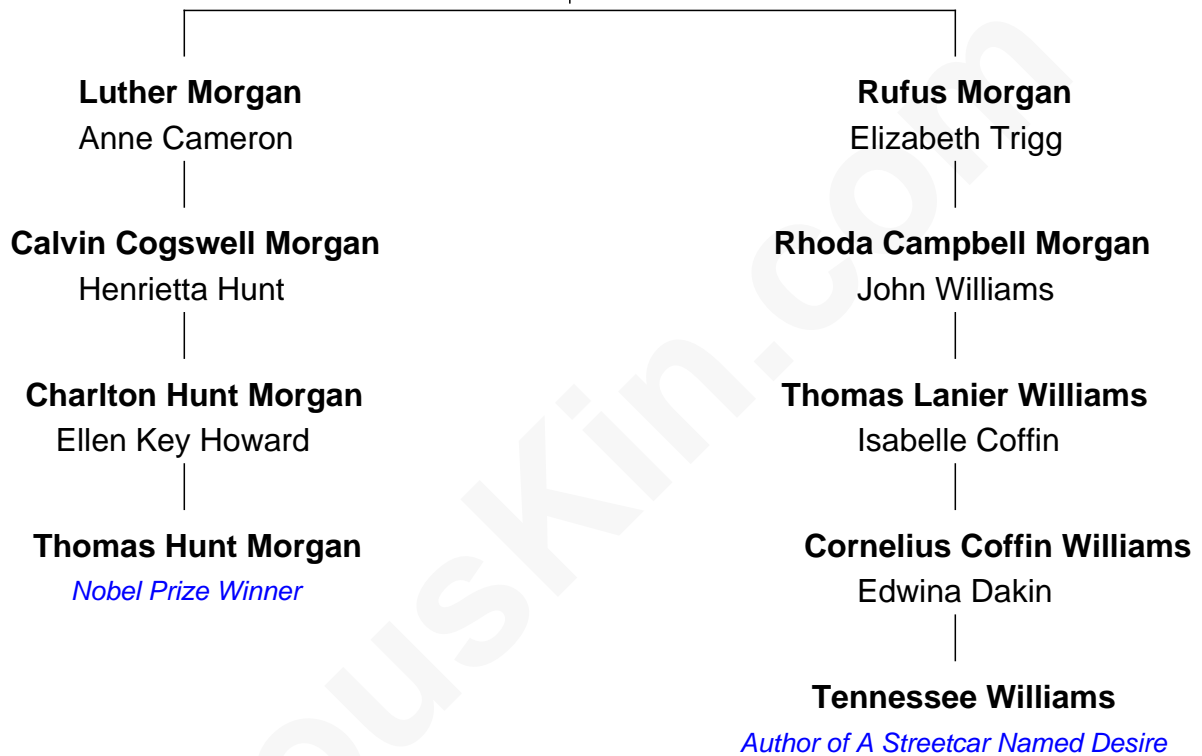 Luther Morgan
Anne Cameron
Calvin Cogswell Morgan
Henrietta Hunt
Charlton Hunt Morgan
Ellen Key Howard
Thomas Hunt Morgan
Nobel Prize Winner
Rufus Morgan
Elizabeth Trigg
Rhoda Campbell Morgan
John Williams
Thomas Lanier Williams
Isabelle Coffin
Cornelius Coffin Williams
Edwina Dakin
Tennessee Williams
Author of A Streetcar Named Desire
ouskin.com